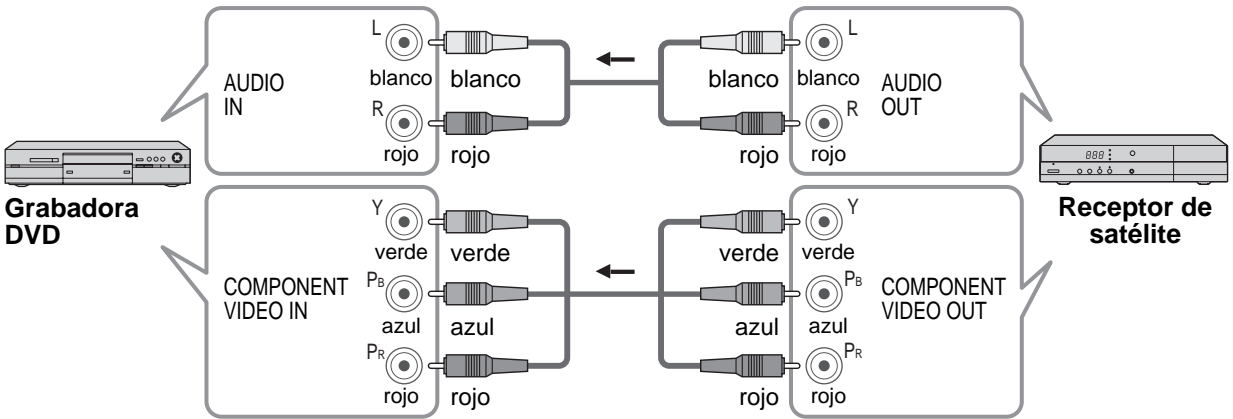 L
blanco
blanco
AUDIO
IN
R
rojo
rojo
blanco
blanco
L
AUDIO
OUT
R
rojo
rojo
Grabadora
DVD
888
Receptor de
satélite
Y
verde
verde
COMPONENT
VIDEO IN
PB
azul
azul
PR
rojo
rojo
Y
verde
verde
PB
COMPONENT
VIDEO OUT
azul
azul
PR
rojo
rojo